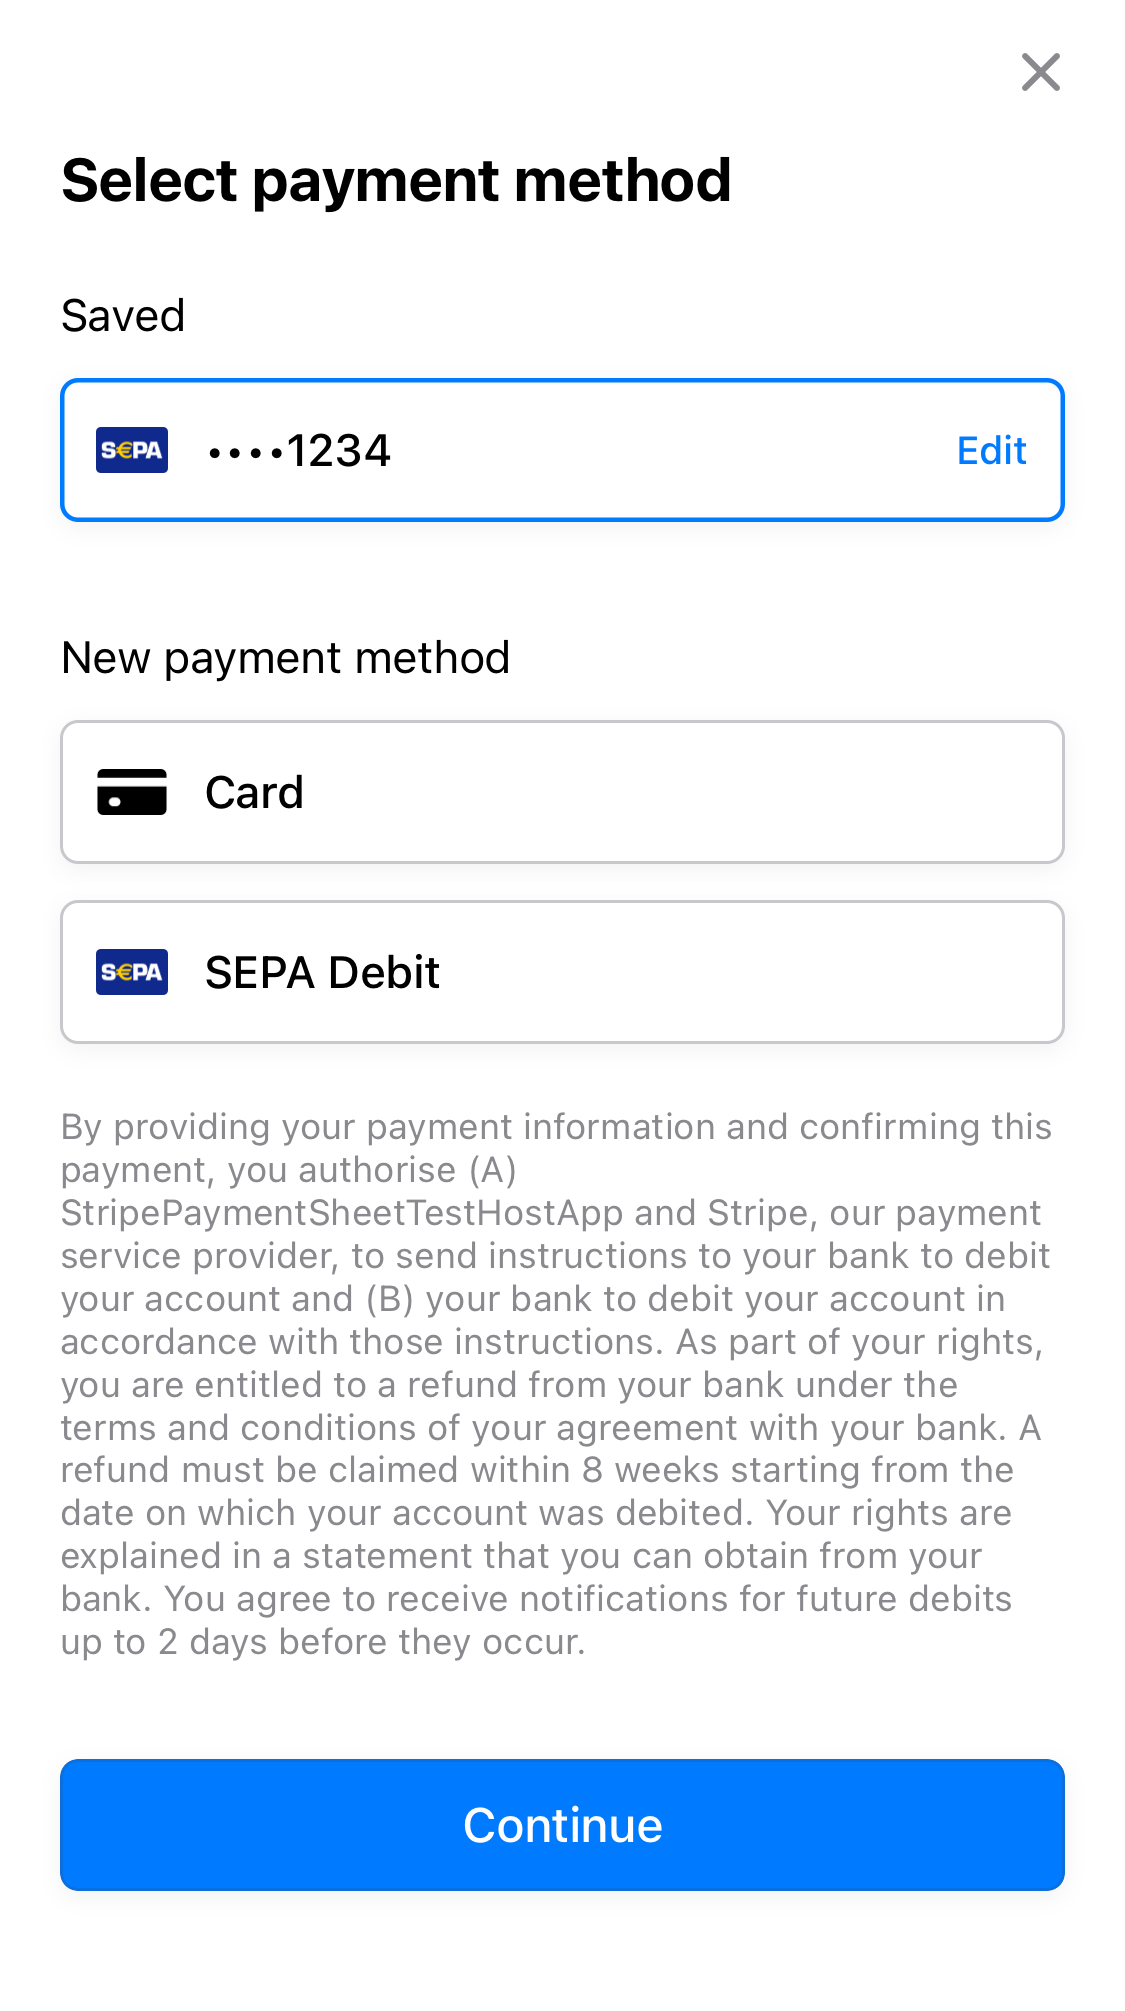 Select payment method
Saved
S€PA ••••1234 Edit
New payment method
Card
S€PA SEPA Debit
By providing your payment information and confirming this
payment, you authorise (A)
StripePaymentSheetTestHostApp and Stripe, our payment
service provider, to send instructions to your bank to debit
your account and (B) your bank to debit your account in
accordance with those instructions. As part of your rights,
you are entitled to a refund from your bank under the
terms and conditions of your agreement with your bank. A
refund must be claimed within 8 weeks starting from the
date on which your account was debited. Your rights are
explained in a statement that you can obtain from your
bank. You agree to receive notifications for future debits
up to 2 days before they occur.
Continue